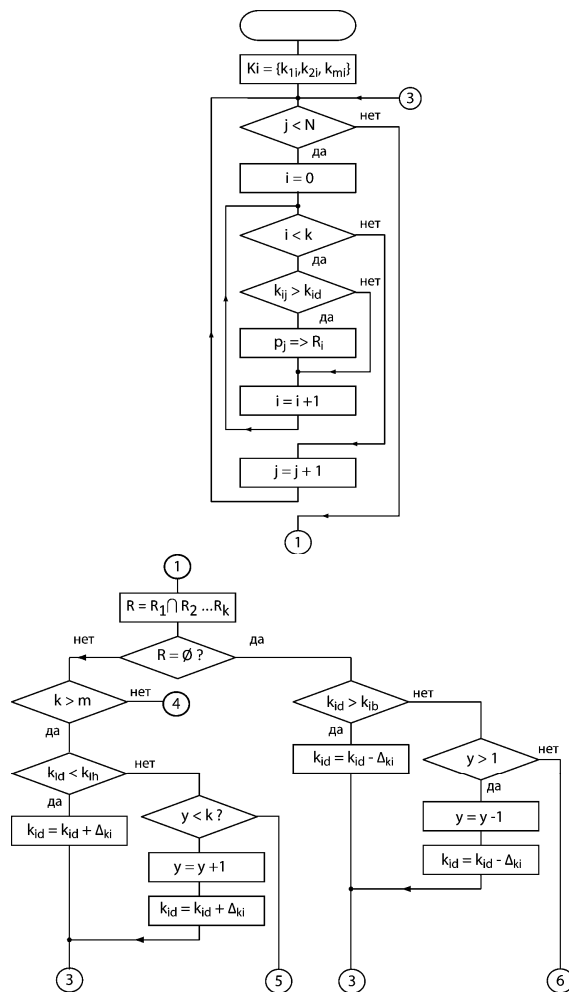 Ki = {k1i,k2i, kmi}
3
j < N
нет
да
i = 0
i < k
нет
да
kij > kid
нет
да
pj => Ri
i = i +1
j = j + 1
1
1
R = R1⋂ R2 ...Rk
нет
R = Ø ?
да
k > m
нет
4
kid > kib
нет
да
да
kid < kih
нет
kid = kid - Δki
y > 1
нет
да
да
kid = kid + Δki
y < k ?
y = y -1
y = y +1
kid = kid - Δki
kid = kid + Δki
3
5
3
6